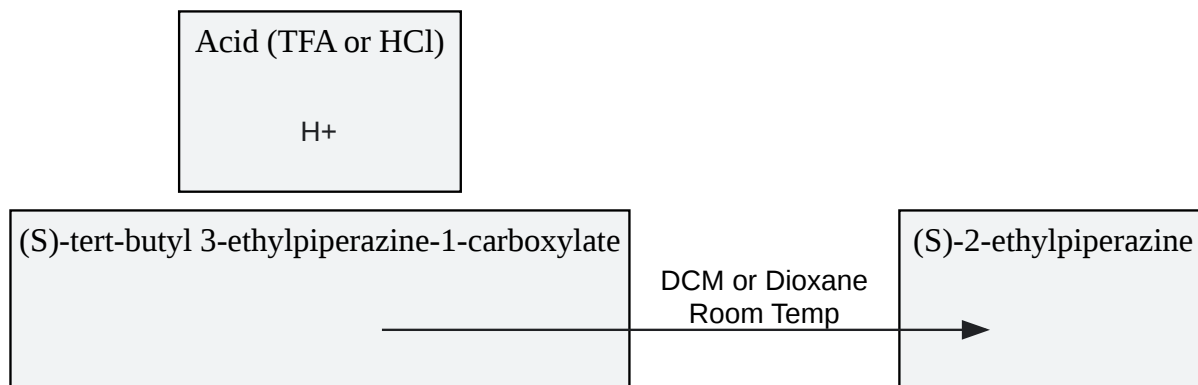 Acid (TFA or HCl)
H+
(S)-tert-butyl 3-ethylpiperazine-1-carboxylate
DCM or Dioxane
Room Temp
(S)-2-ethylpiperazine